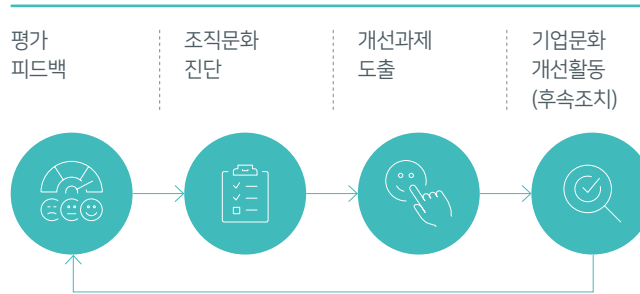 평가
피드백
조직문화
진단
개선과제
도출
기업문화
개선활동
(후속조치)